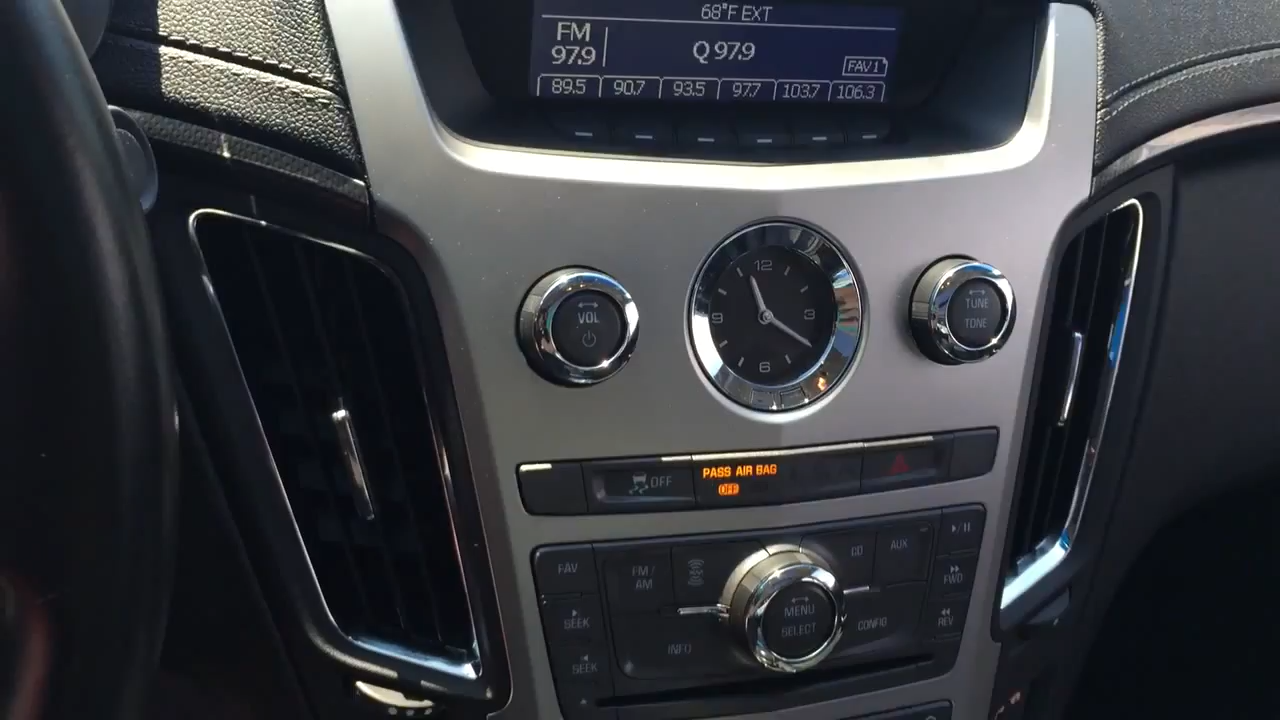 68°F EXT
FM
97.9
Q 97.9
FAV1
89.5 90.7 93.5 97.7 103.7 106.3
12
3
6
9
VOL
TUNE
TONE
OFF
PASS AIR BAG
OFF
FAV
FM / AM
CD
AUX
SEEK
FWD
MENU
SELECT
CONFIG
REV
INFO
SEEK